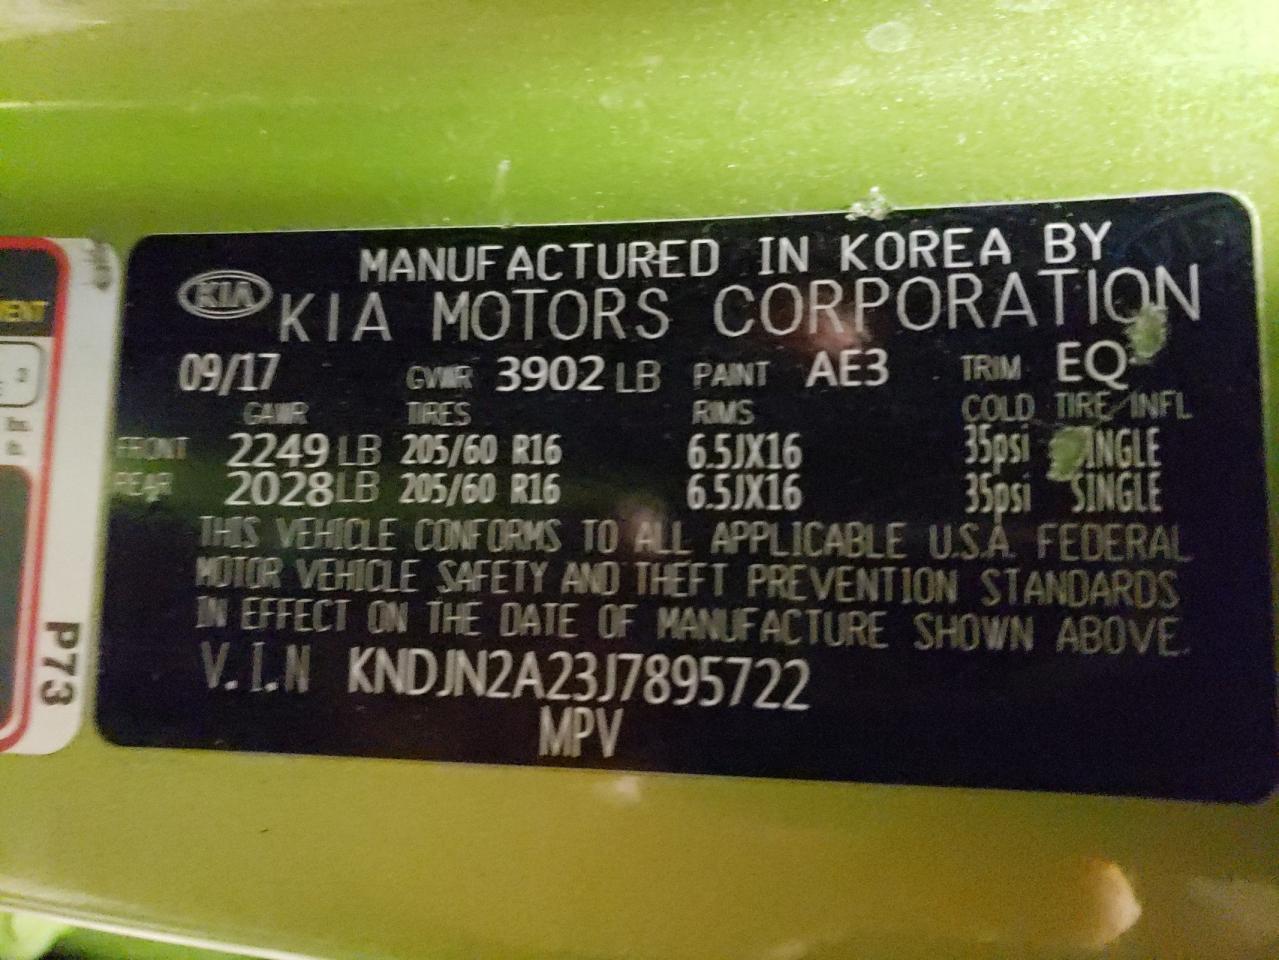 MANUFACTURED IN KOREA BY
KIA KIA MOTORS CORPORATION
09/17 GVWR 3902 LB PAINT AE3 TRIM EQ
GAWR TIRES RIMS COLD TIRE INFL
FRONT 2249 LB 205/60 R16 6.5JX16 35psi SINGLE
REAR 2028 LB 205/60 R16 6.5JX16 35psi SINGLE
THIS VEHICLE CONFORMS TO ALL APPLICABLE U.S.A. FEDERAL
MOTOR VEHICLE SAFETY AND THEFT PREVENTION STANDARDS
IN EFFECT ON THE DATE OF MANUFACTURE SHOWN ABOVE.
V.I.N KNDJN2A23J7895722
MPV
P73